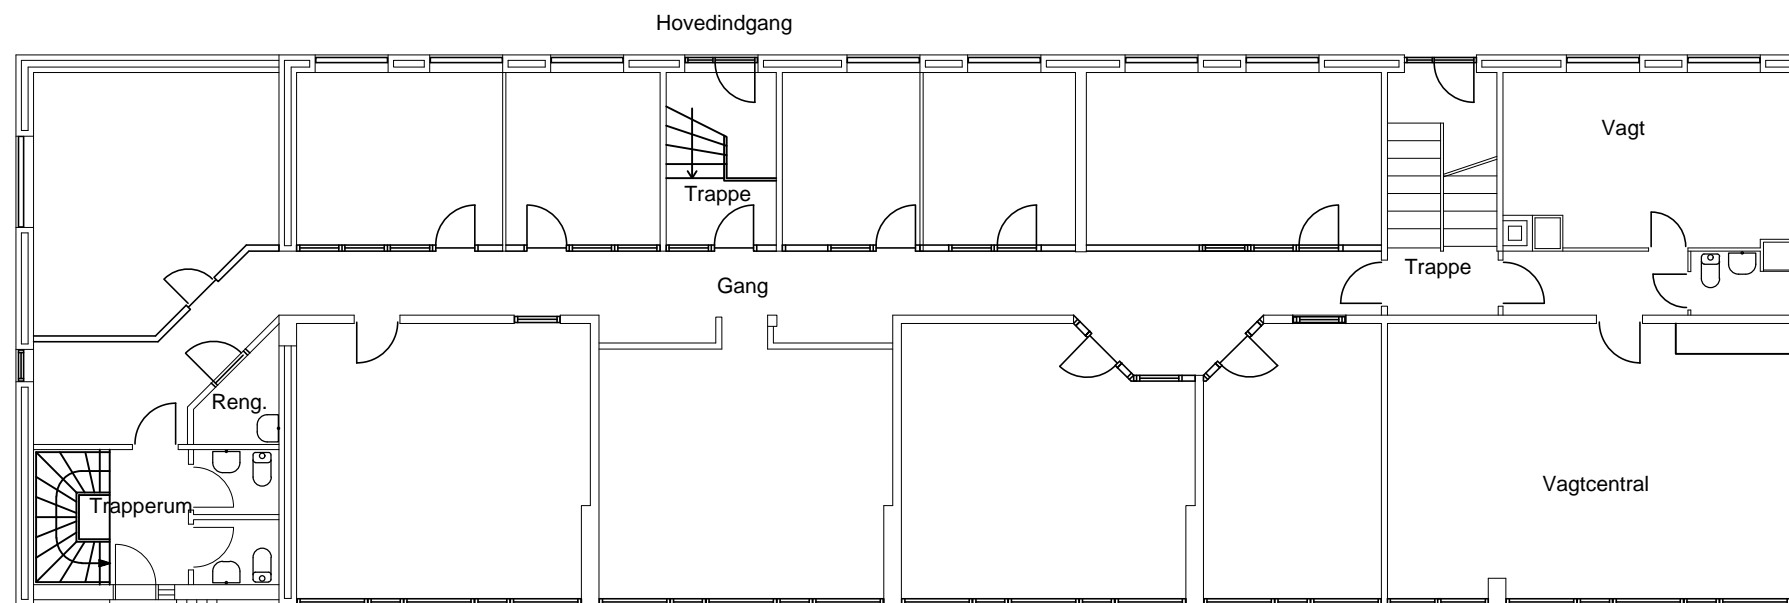 Hovedindgang
Vagt
Trappe
Trappe
Gang
Reng.
Vagtcentral
Trapperum